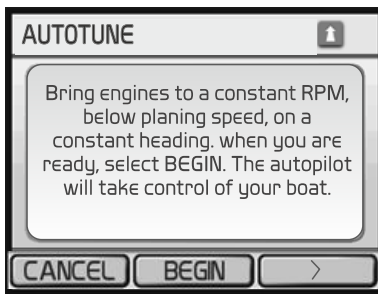 AUTOTUNE
Bring engines to a constant RPM,
below planing speed, on a
constant heading. when you are
ready, select BEGIN. The autopilot
will take control of your boat.
CANCEL BEGIN >